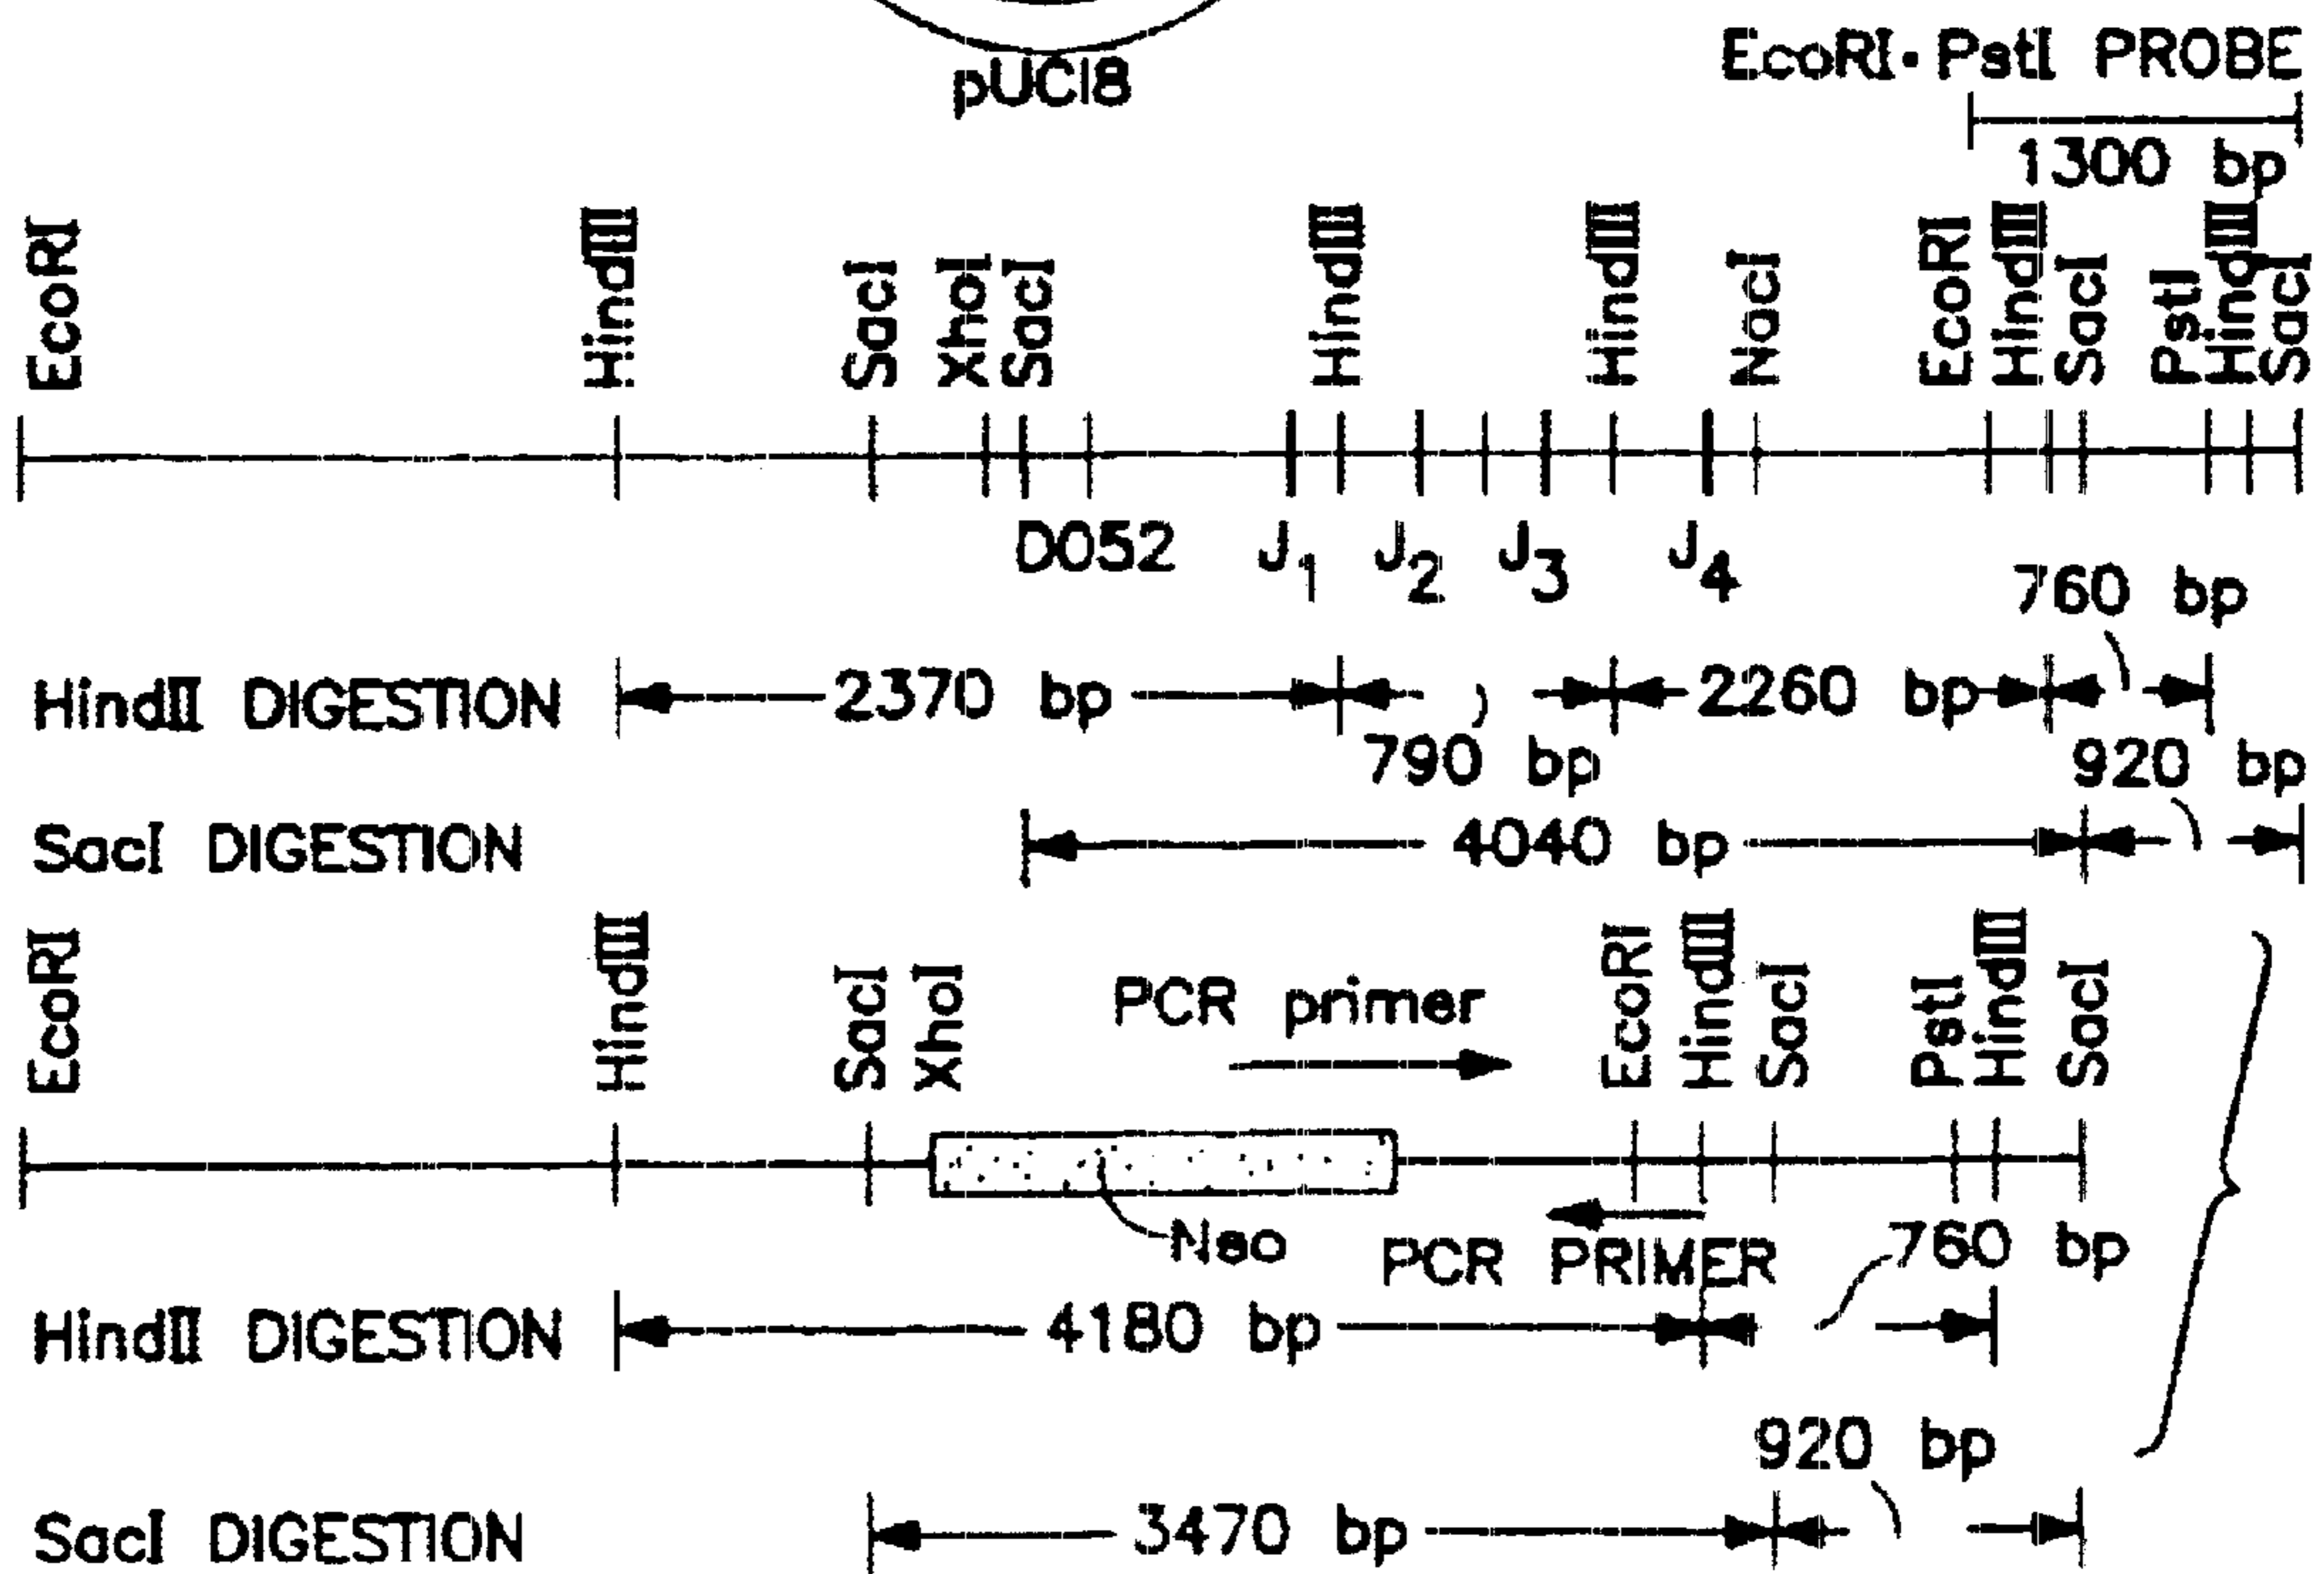 pUC18
EcoRI·PstI PROBE
1300 bp
EcoRI HindIII SacI XhoI SacI HindIII HindIII NacI EcoRI HindIII SacI PstI HindIII SacI
DO52 J1 J2 J3 J4
760 bp
HindII DIGESTION 2370 bp 2260 bp
790 bp
920 bp
SacI DIGESTION 4040 bp
EcoRI HindIII SacI XhoI PCR primer EcoRI HindIII SacI PstI HindIII SacI
Neo
PCR PRIMER
760 bp
HindII DIGESTION 4180 bp
920 bp
SacI DIGESTION 3470 bp